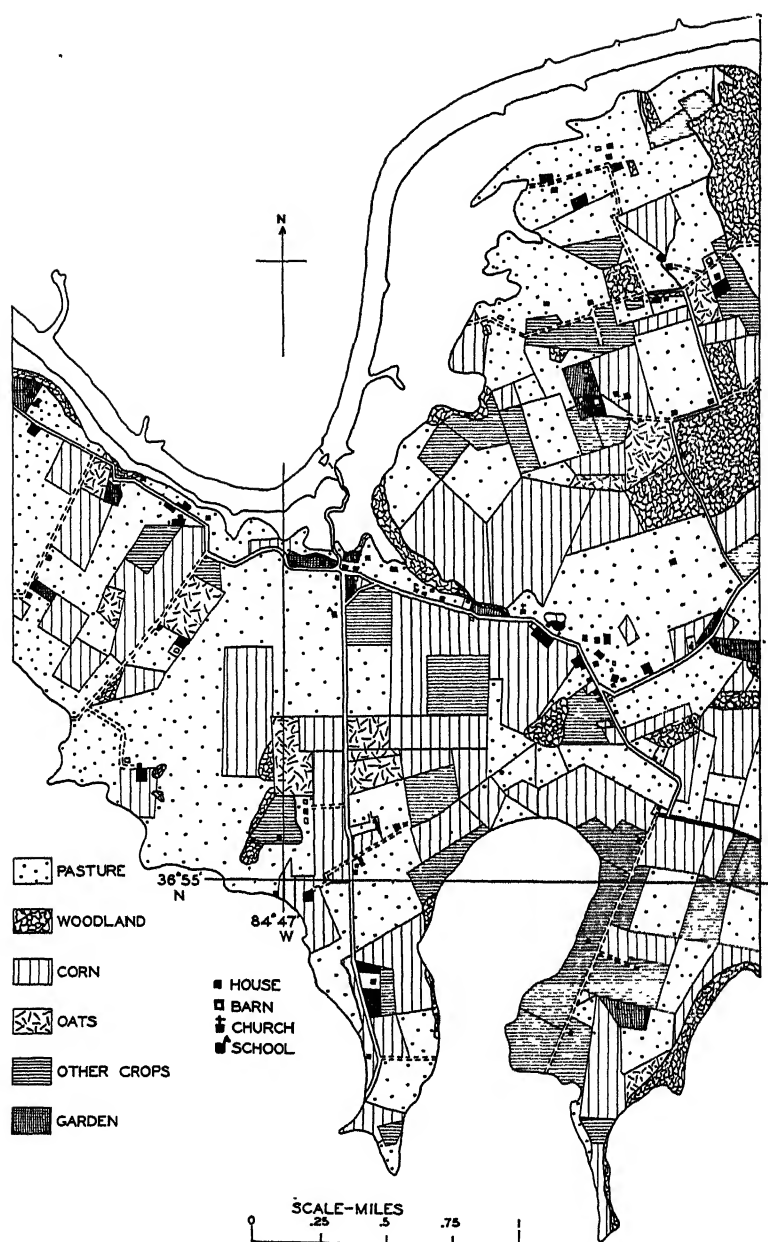 N
PASTURE
36°55'
N
WOODLAND
84°47'
W
CORN
OATS
OTHER CROPS
GARDEN
HOUSE
BARN
CHURCH
SCHOOL
SCALE-MILES
0 .25 .5 .75 1